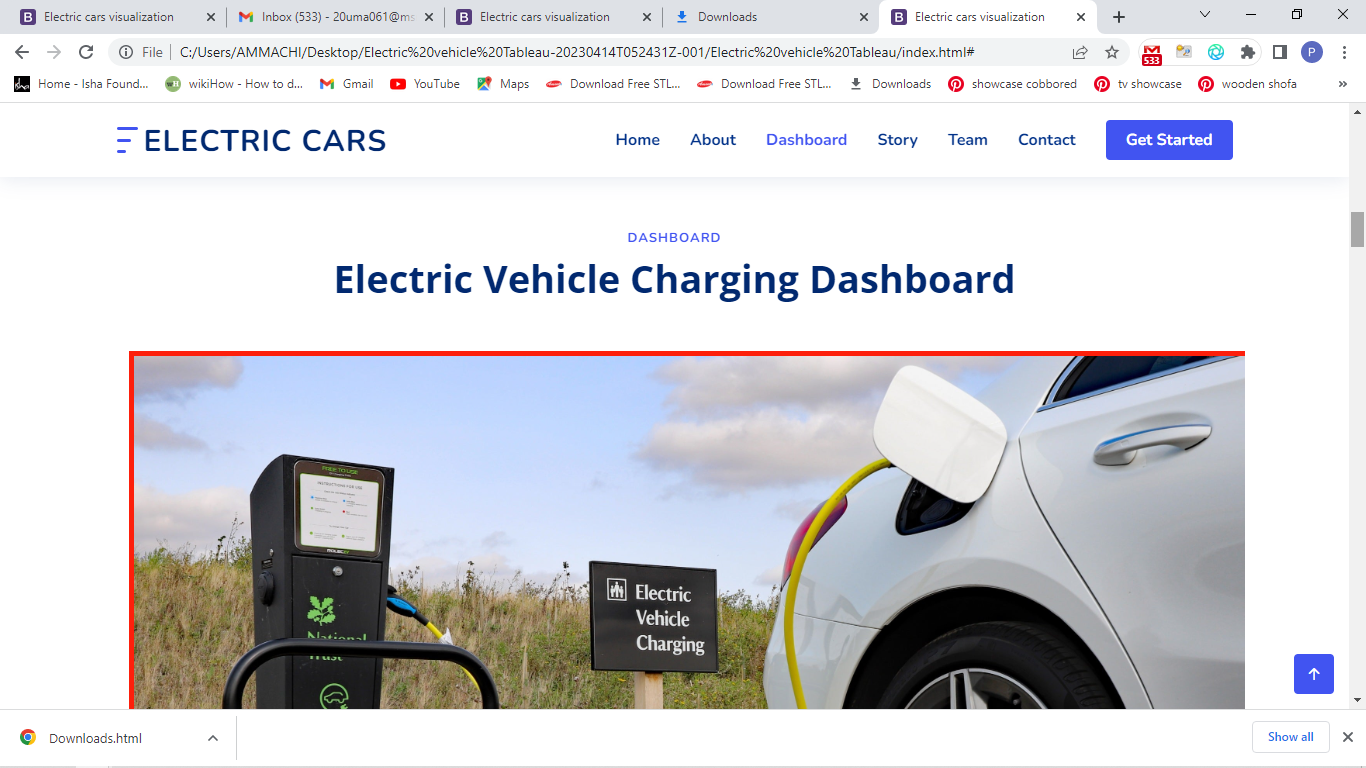 Electric cars visualization
Inbox (533) - 20uma061@ms
Electric cars visualization
Downloads
Electric cars visualization
File
C:/Users/AMMACHI/Desktop/Electric%20vehicle%20Tableau-20230414T052431Z-001/Electric%20vehicle%20Tableau/index.html#
533
P
Home - Isha Found...
wikiHow - How to d...
Gmail
YouTube
Maps
Download Free STL...
Download Free STL...
Downloads
showcase cobbored
tv showcase
wooden shofa
»
ELECTRIC CARS
Home
About
Dashboard
Story
Team
Contact
Get Started
DASHBOARD
Electric Vehicle Charging Dashboard
FREE TO USE
INSTRUCTIONS FOR USE
National
Trust
Electric
Vehicle
Charging
Downloads.html
Show all